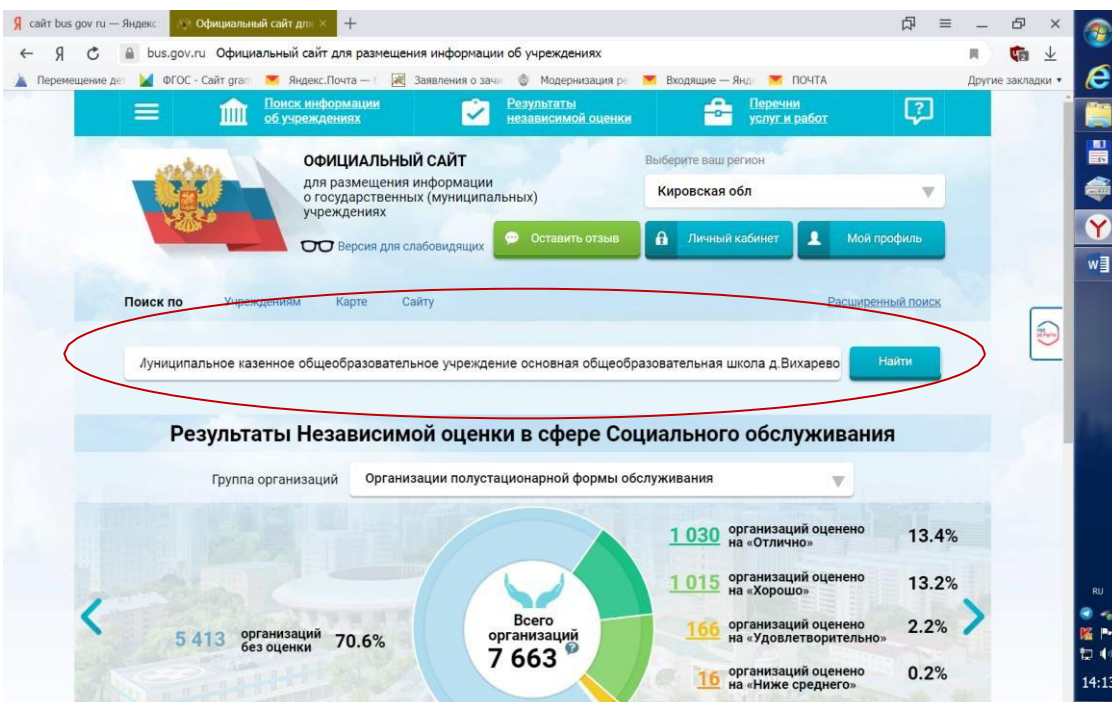 Я сайт bus gov ru — Яндекс:
Официальный сайт для
bus.gov.ru Официальный сайт для размещения информации об учреждениях
Перемещение дет
ФГОС - Сайт gram
Яндекс.Почта —
Заявления о зачи
Модернизация ре
Входящие — Янд
ПОЧТА
Другие закладки
Поиск информации
об учреждениях
Результаты
независимой оценки
Перечни
услуг и работ
ОФИЦИАЛЬНЫЙ САЙТ
для размещения информации
о государственных (муниципальных)
учреждениях
Версия для слабовидящих
Выберите ваш регион
Кировская обл
Оставить отзыв
Личный кабинет
Мой профиль
Поиск по Учреждениям Карте Сайту
Расширенный поиск
Муниципальное казенное общеобразовательное учреждение основная общеобразовательная школа д.Вихарево
Найти
Результаты Независимой оценки в сфере Социального обслуживания
Группа организаций
Организации полустационарной формы обслуживания
5 413 организаций
без оценки 70.6%
Всего
организаций
7 663
1 030 организаций оценено
на «Отлично» 13.4%
1 015 организаций оценено
на «Хорошо» 13.2%
166 организаций оценено
на «Удовлетворительно» 2.2%
16 организаций оценено
на «Ниже среднего» 0.2%
RU
14:13